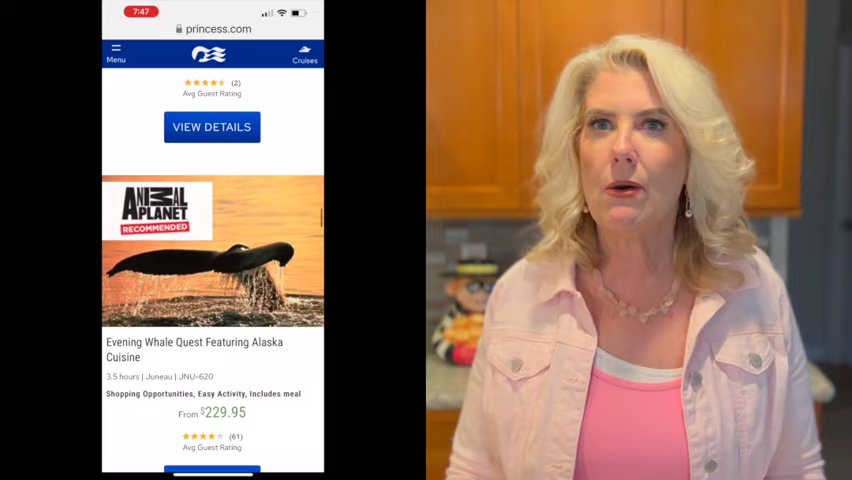 7:47
princess.com
Menu
Cruises
(2)
Avg Guest Rating
VIEW DETAILS
ANIMAL
PLANET
RECOMMENDED
Evening Whale Quest Featuring Alaska
Cuisine
3.5 hours | Juneau | JNU-620
Shopping Opportunities, Easy Activity, Includes meal
From $229.95
(61)
Avg Guest Rating